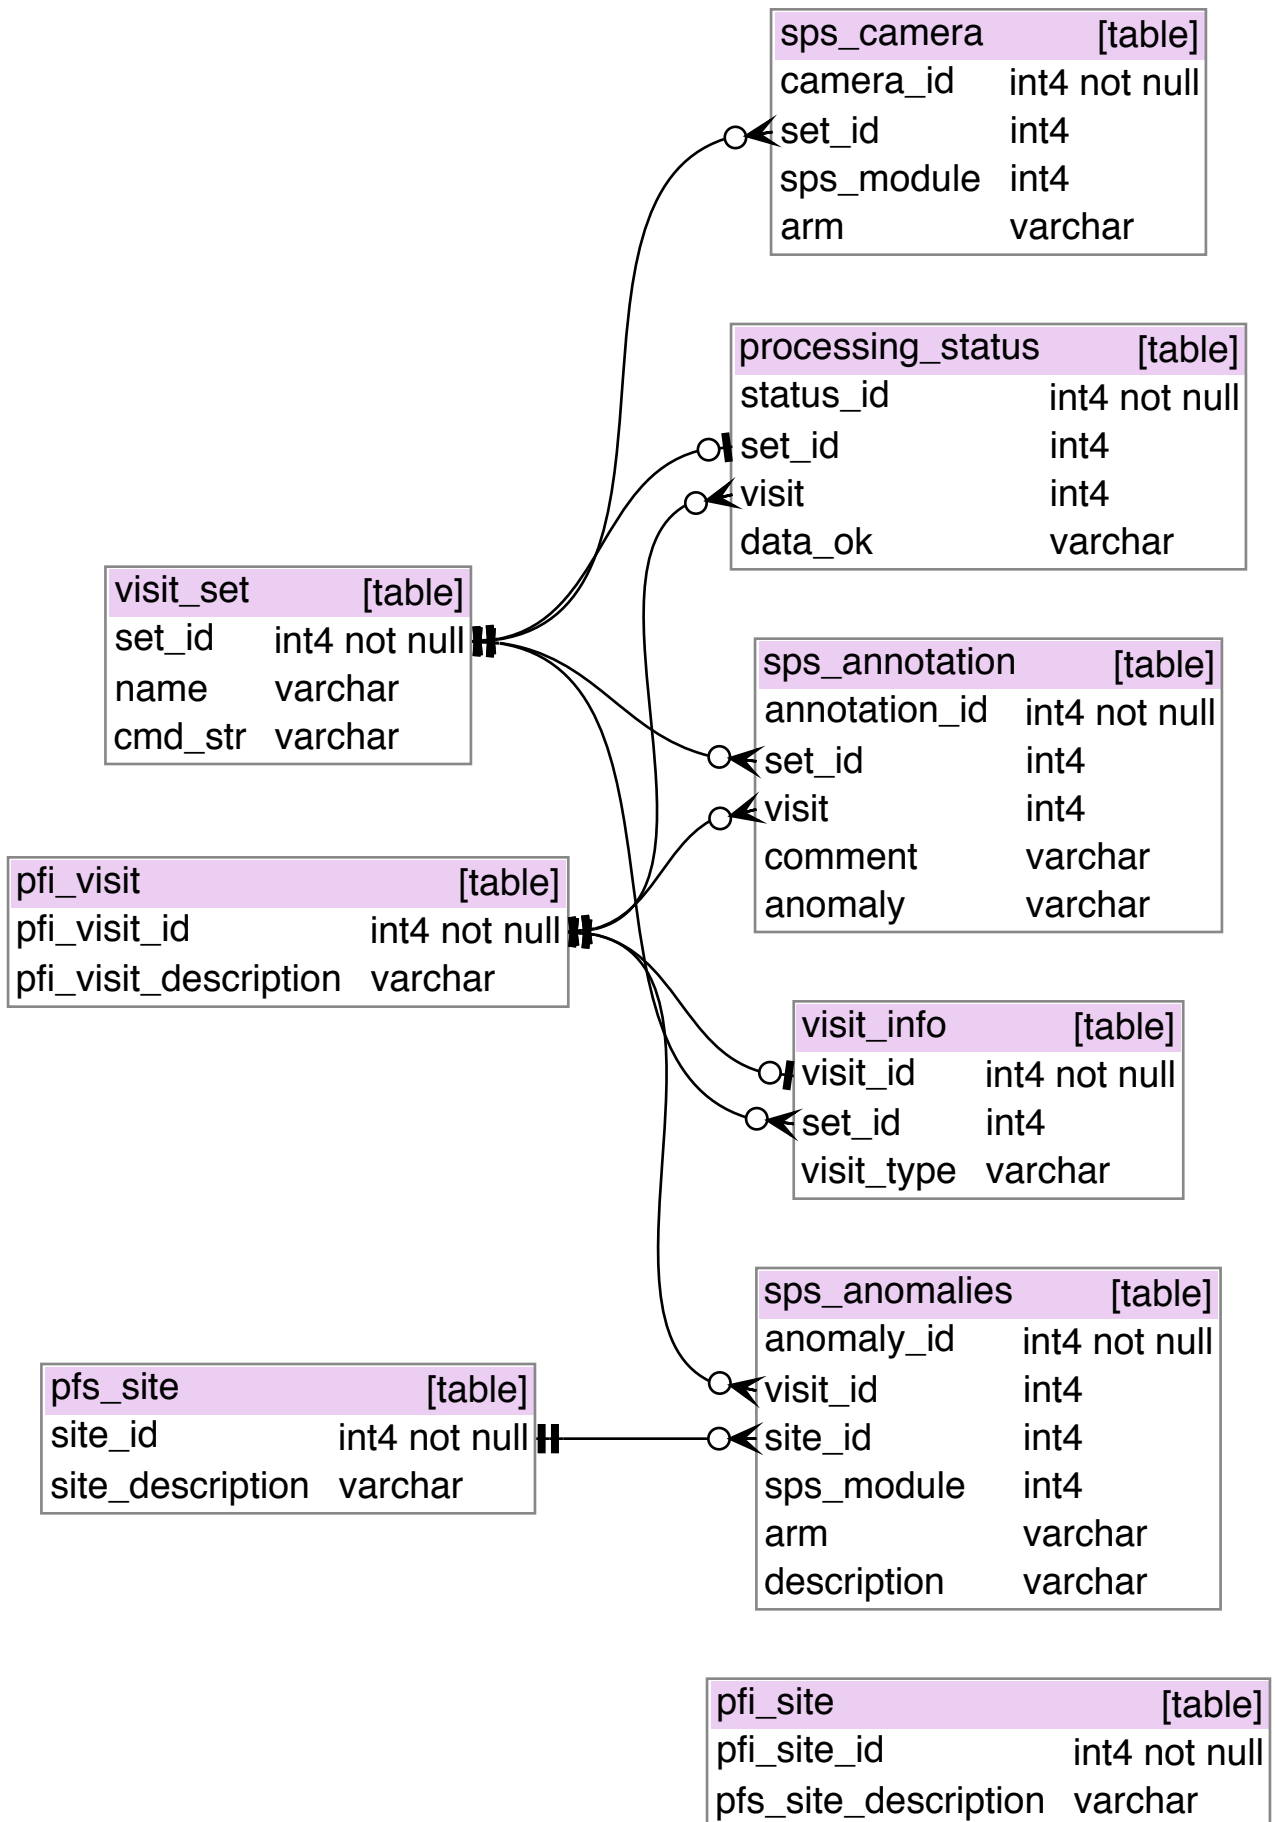 sps_camera [table]
camera_id int4 not null
set_id int4
sps_module int4
arm varchar
processing_status [table]
status_id int4 not null
set_id int4
visit int4
data_ok varchar
visit_set [table]
set_id int4 not null
name varchar
cmd_str varchar
sps_annotation [table]
annotation_id int4 not null
set_id int4
visit int4
comment varchar
anomaly varchar
pfi_visit [table]
pfi_visit_id int4 not null
pfi_visit_description varchar
visit_info [table]
visit_id int4 not null
set_id int4
visit_type varchar
sps_anomalies [table]
anomaly_id int4 not null
visit_id int4
site_id int4
sps_module int4
arm varchar
description varchar
pfs_site [table]
site_id int4 not null
site_description varchar
pfi_site [table]
pfi_site_id int4 not null
pfs_site_description varchar